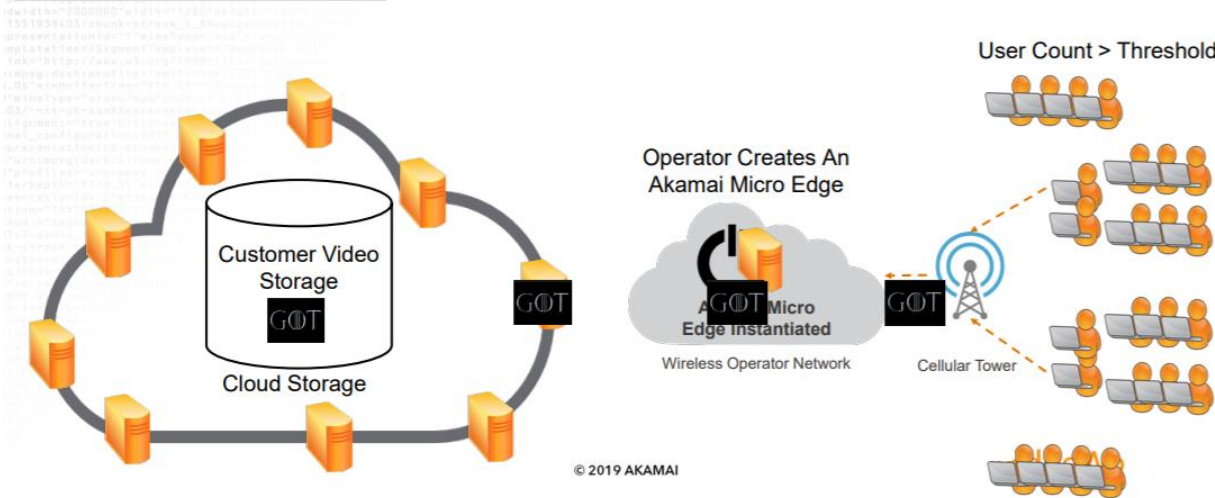 User Count > Threshold
Operator Creates An
Akamai Micro Edge
Customer Video
Storage
GOT
GOT
GOT
GOT
Micro
Edge Instantiated
Wireless Operator Network
Cellular Tower
Cloud Storage
© 2019 AKAMAI